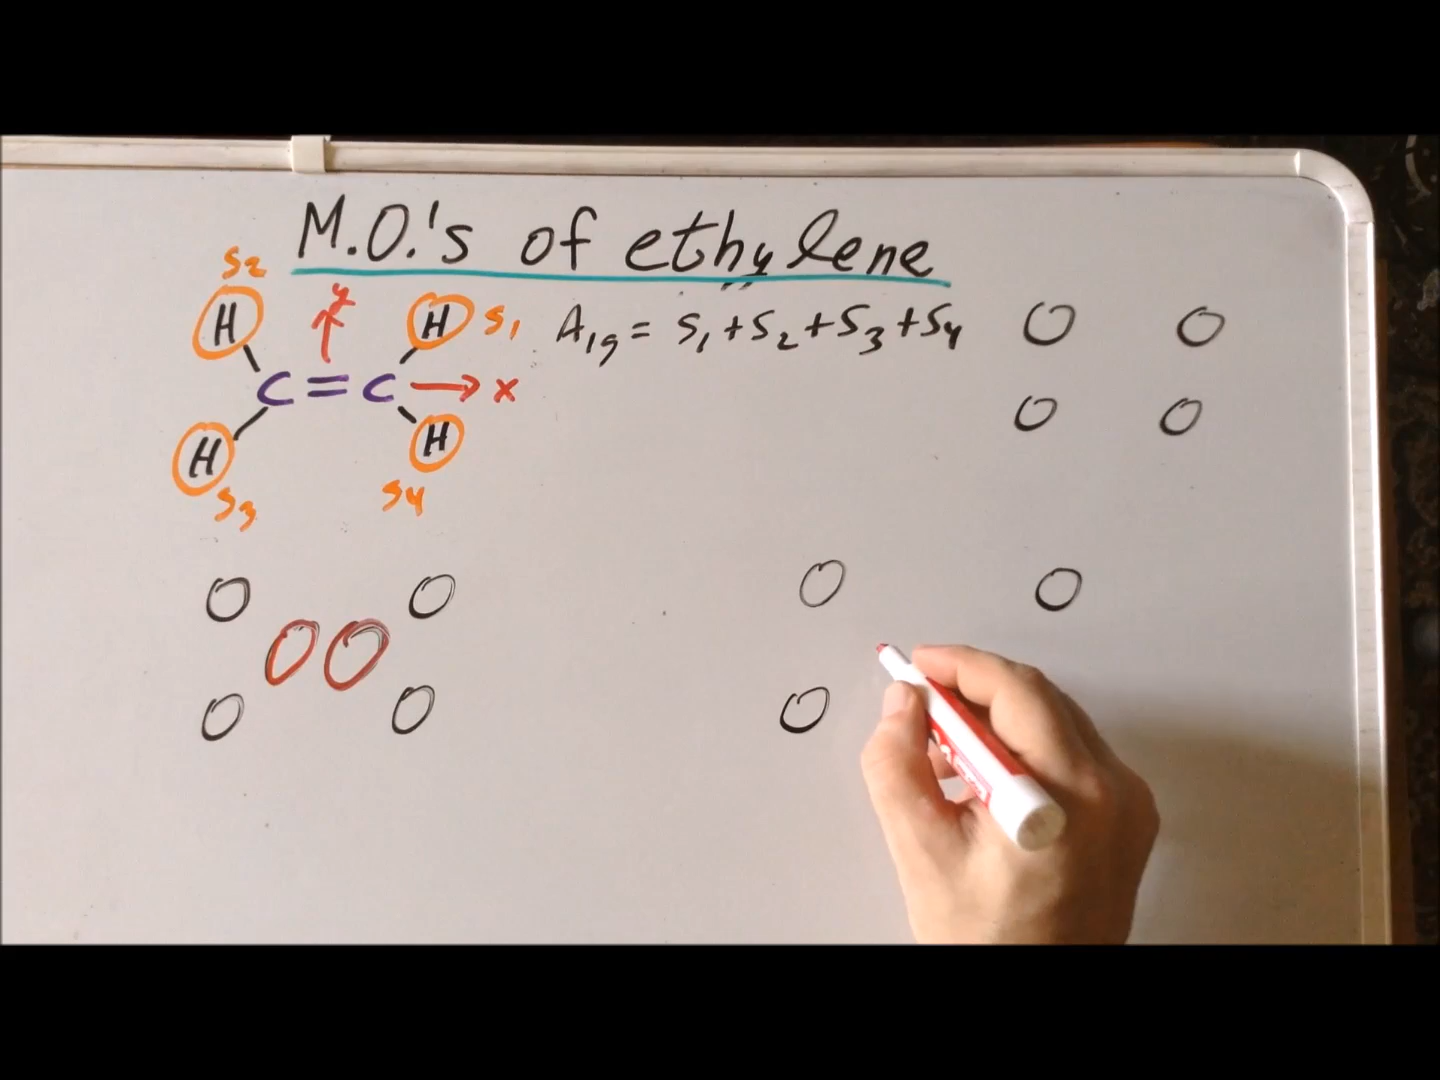 M.O.'s of ethylene
S2
y
H H S1
A1g = S1+S2+S3+S4
C=C → x
H H
S3 S4